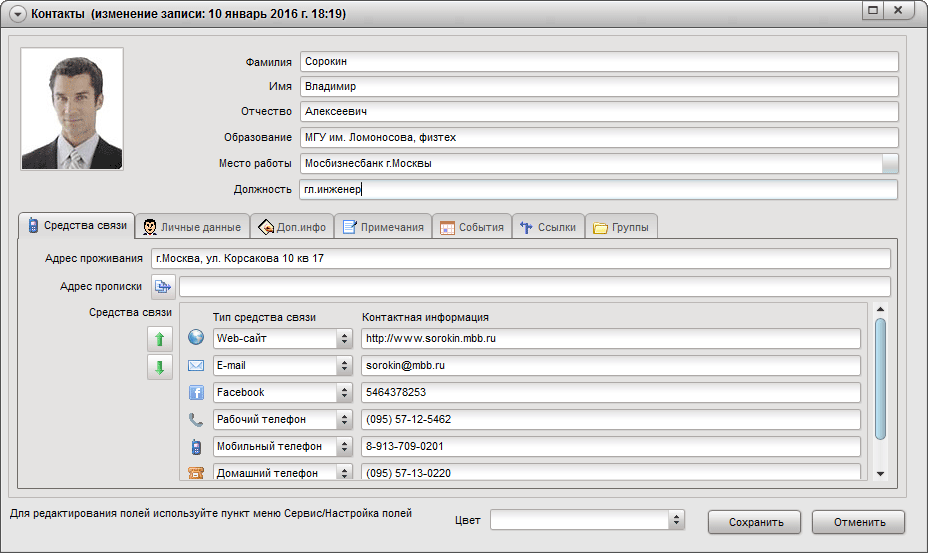 Контакты (изменение записи: 10 январь 2016 г. 18:19)
Фамилия Сорокин
Имя Владимир
Отчество Алексеевич
Образование МГУ им. Ломоносова, физтех
Место работы Мосбизнесбанк г.Москвы
Должность гл.инженер
Средства связи Личные данные Доп.инфо Примечания События Ссылки Группы
Адрес проживания г.Москва, ул. Корсакова 10 кв 17
Адрес прописки
Средства связи
Тип средства связи Контактная информация
Web-сайт http://www.sorokin.mbb.ru
E-mail sorokin@mbb.ru
Facebook 5464378253
Рабочий телефон (095) 57-12-5462
Мобильный телефон 8-913-709-0201
Домашний телефон (095) 57-13-0220
Для редактирования полей используйте пункт меню Сервис/Настройка полей
Цвет
Сохранить
Отменить